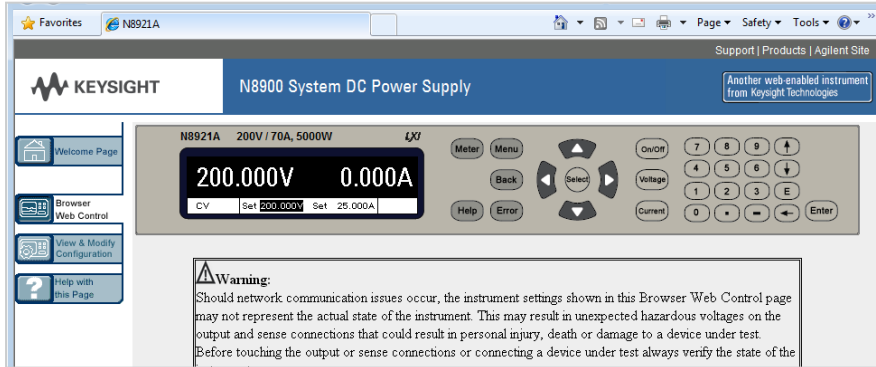 Favorites N8921A Page Safety Tools
Support | Products | Agilent Site
KEYSIGHT N8900 System DC Power Supply Another web-enabled instrument
from Keysight Technologies
Welcome Page
Browser
Web Control
View & Modify
Configuration
Help with
this Page
N8921A 200V / 70A, 5000W LXI
200.000V 0.000A
CV Set 200.000V Set 25.000A
Meter Menu
Back
Help Error
Select
On/Off
Voltage
Current
7 8 9
4 5 6
1 2 3 E
0 . - Enter
Warning:
Should network communication issues occur, the instrument settings shown in this Browser Web Control page
may not represent the actual state of the instrument. This may result in unexpected hazardous voltages on the
output and sense connections that could result in personal injury, death or damage to a device under test.
Before touching the output or sense connections or connecting a device under test always verify the state of the